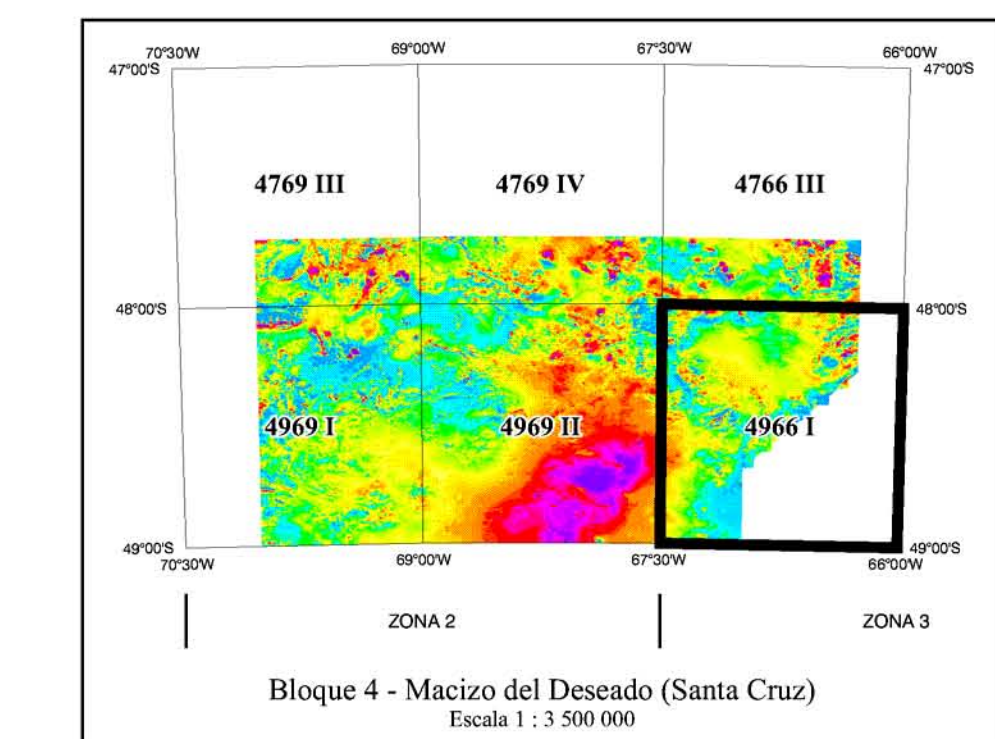 70°30'W 69°00'W 67°30'W 66°00'W
47°00'S 47°00'S
4769 III 4769 IV 4766 III
48°00'S 48°00'S
4969 I 4969 II 4966 I
49°00'S 49°00'S
70°30'W 69°00'W 67°30'W 66°00'W
ZONA 2 ZONA 3
Bloque 4 - Macizo del Deseado (Santa Cruz)
Escala 1 : 3 500 000